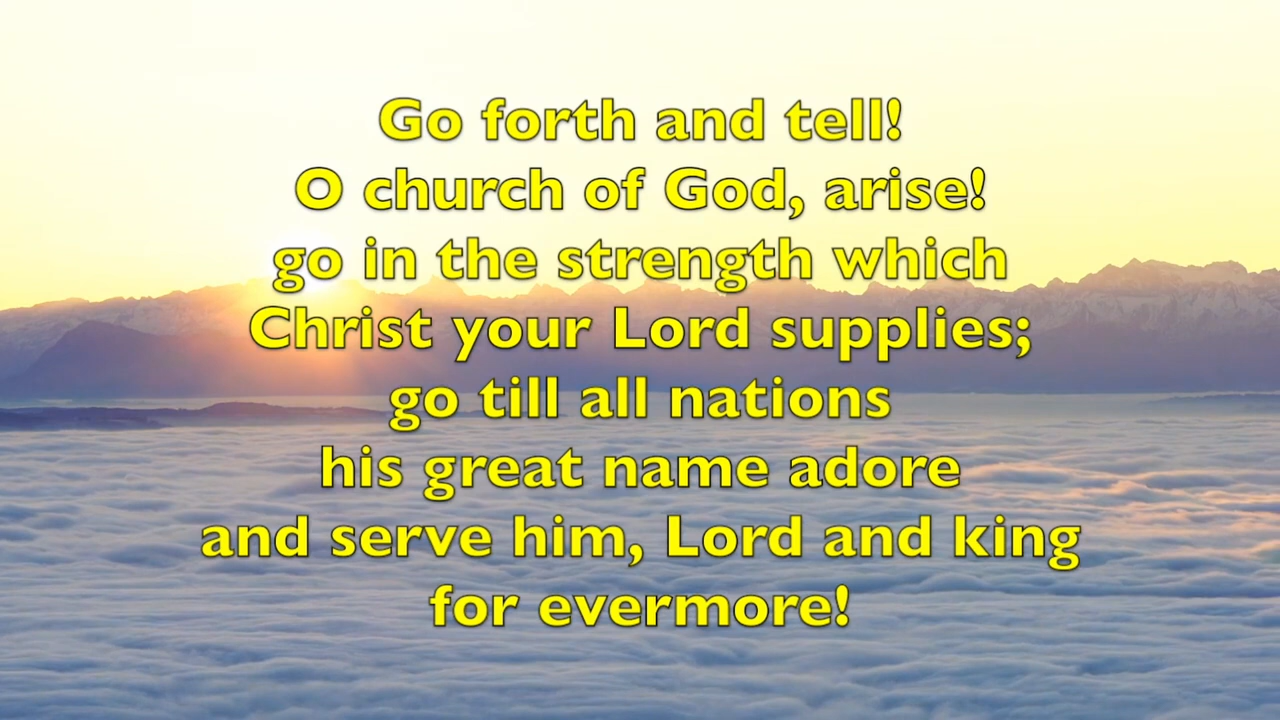 Go forth and tell!
O church of God, arise!
go in the strength which
Christ your Lord supplies;
go till all nations
his great name adore
and serve him, Lord and king
for evermore!